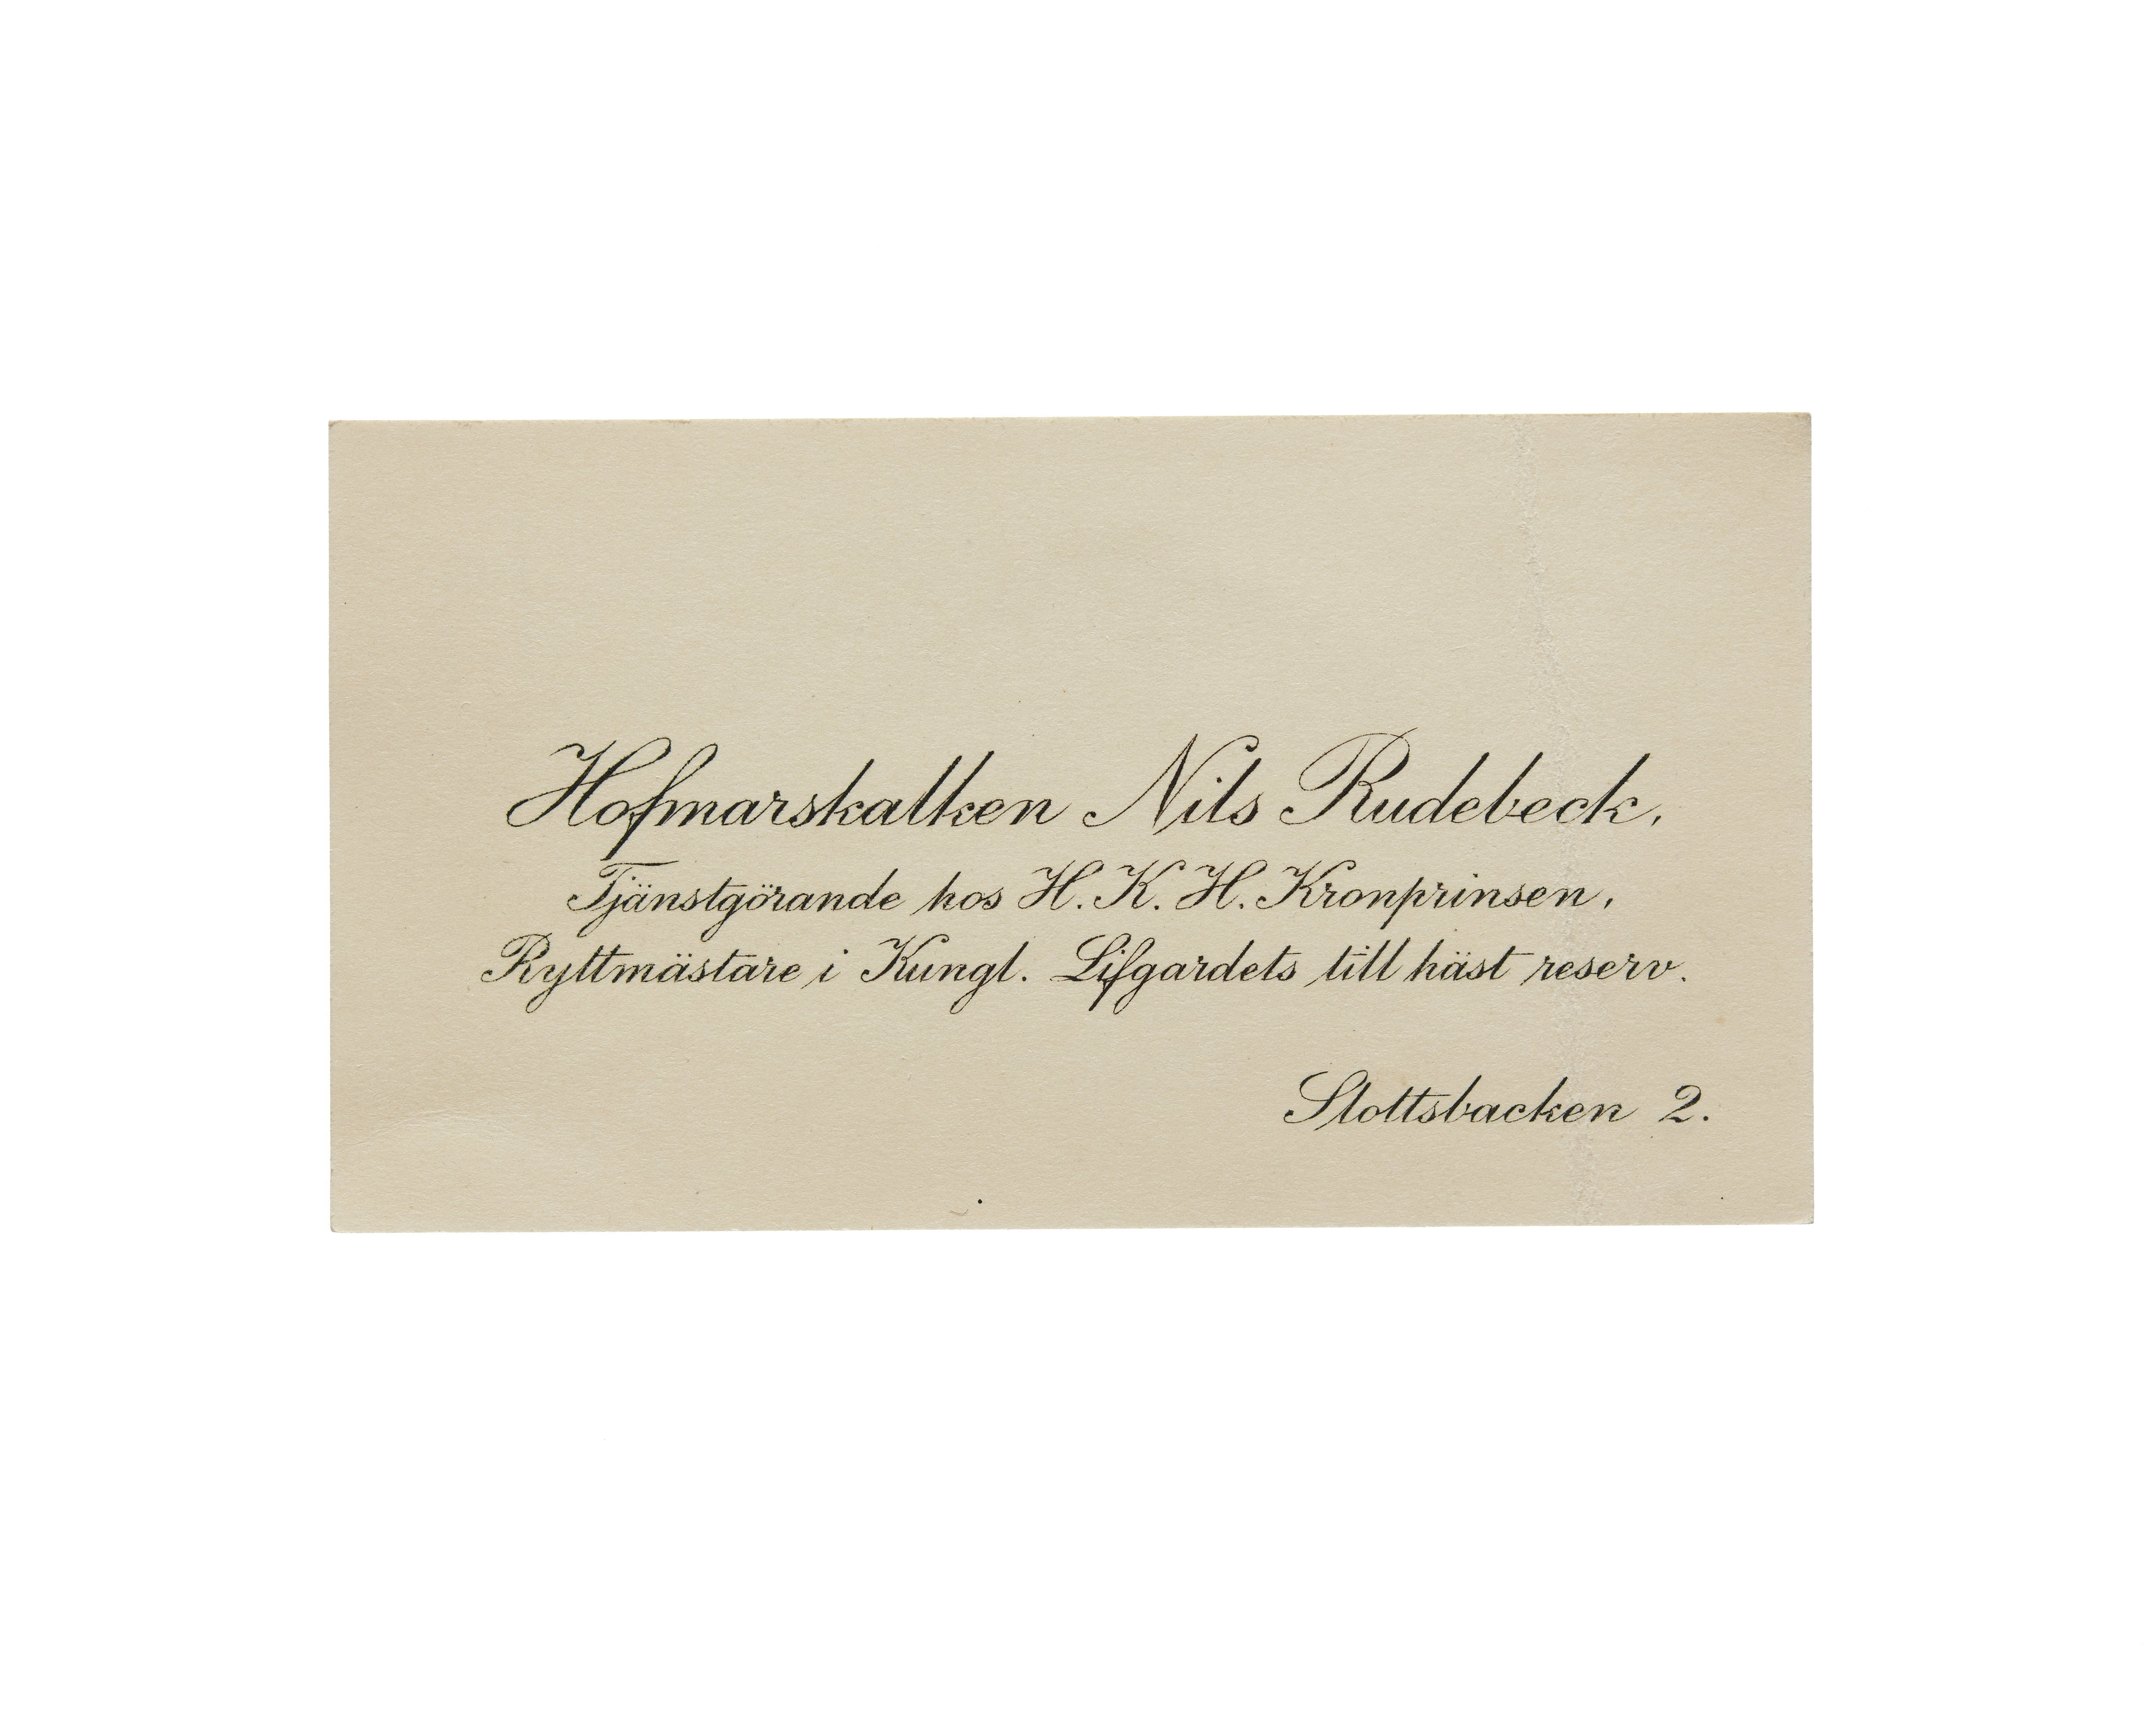 Hofmarskalken Nils Rudebeck,
Tjänstgörande hos H. K. H. Kronprinsen,
Ryttmästare i Kungl. Lifgardets till häst reserv.
Slottsbacken 2.